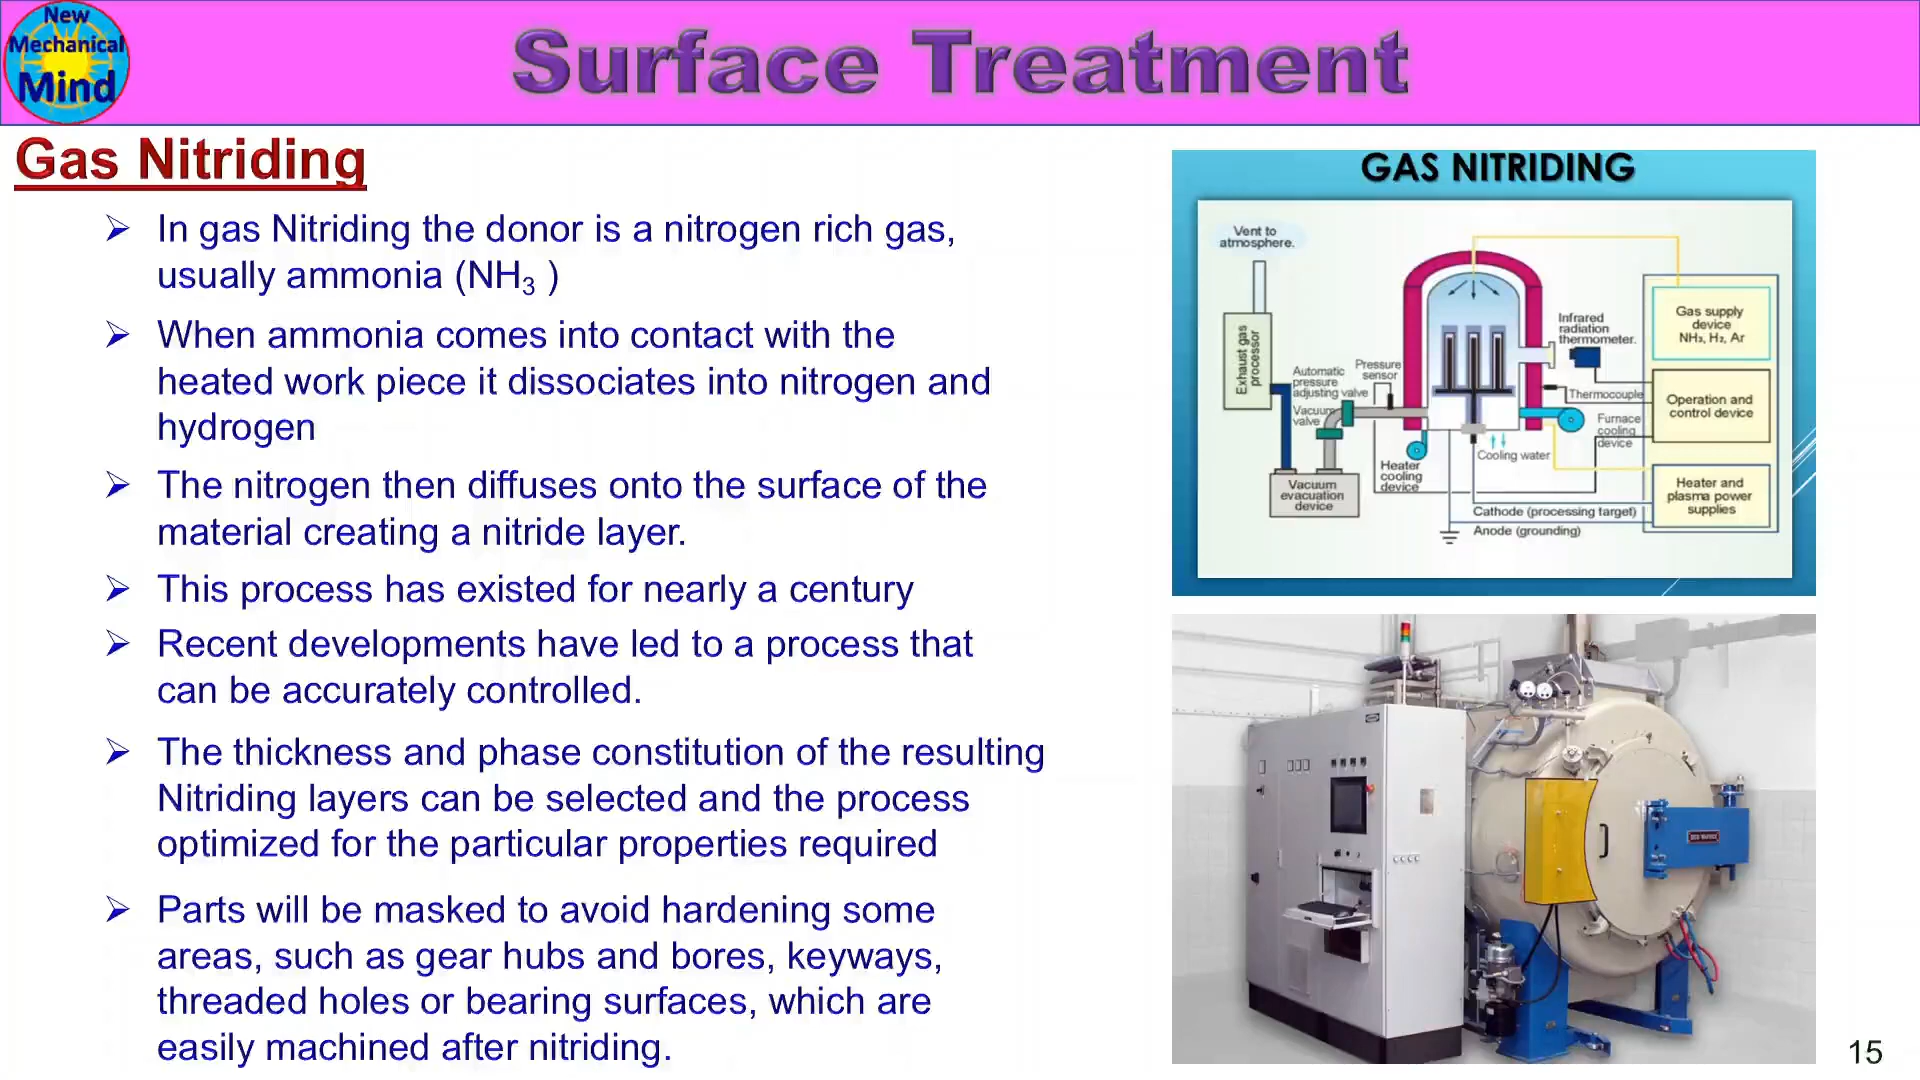 New
Mechanical
Mind
Surface Treatment
Gas Nitriding
In gas Nitriding the donor is a nitrogen rich gas,
usually ammonia (NH₃ )
When ammonia comes into contact with the
heated work piece it dissociates into nitrogen and
hydrogen
The nitrogen then diffuses onto the surface of the
material creating a nitride layer.
This process has existed for nearly a century
Recent developments have led to a process that
can be accurately controlled.
The thickness and phase constitution of the resulting
Nitriding layers can be selected and the process
optimized for the particular properties required
Parts will be masked to avoid hardening some
areas, such as gear hubs and bores, keyways,
threaded holes or bearing surfaces, which are
easily machined after nitriding.
GAS NITRIDING
Vent to
atmosphere.
Exhaust gas
processor
Automatic
pressure
adjusting valve
Pressure
sensor
Vacuum
valve
Vacuum
evacuation
device
Heater
cooling
device
Cooling water
Infrared
radiation
thermometer.
Thermocouple
Furnace
cooling
device
Gas supply
device
NH₃, H₂, Ar
Operation and
control device
Heater and
plasma power
supplies
Cathode (processing target)
Anode (grounding)
15